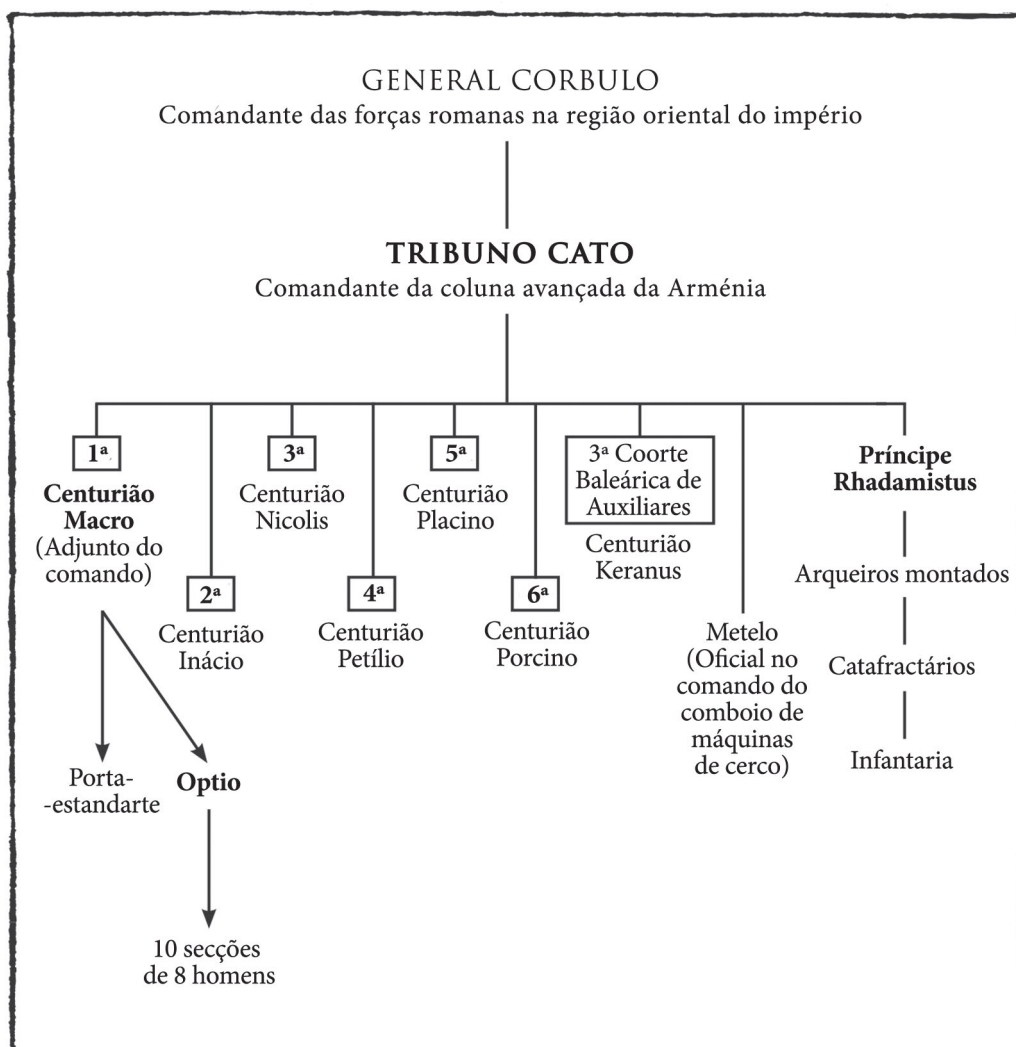 GENERAL CORBULO
Comandante das forças romanas na região oriental do império
TRIBUNO CATO
Comandante da coluna avançada da Arménia
1ª
Centurião
Macro
(Adjunto do
comando)
2ª
Centurião
Inácio
3ª
Centurião
Nicolis
4ª
Centurião
Petílio
5ª
Centurião
Placino
6ª
Centurião
Porcino
3ª Coorte
Baleárica de
Auxiliares
Centurião
Keranus
Metelo
(Oficial no
comando do
comboio de
máquinas
de cerco)
Príncipe
Rhadamistus
Arqueiros montados
Catafractários
Infantaria
Porta-
-estandarte
Optio
10 secções
de 8 homens